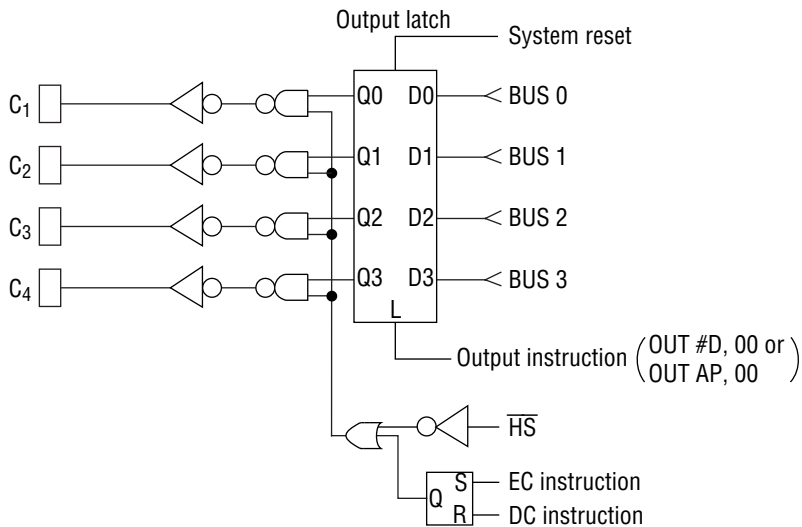 Output latch
System reset
C1 Q0 D0 BUS 0
C2 Q1 D1 BUS 1
C3 Q2 D2 BUS 2
C4 Q3 D3 BUS 3
L
Output instruction (OUT #D, 00 or
OUT AP, 00)
H̅S̅
Q S EC instruction
R DC instruction